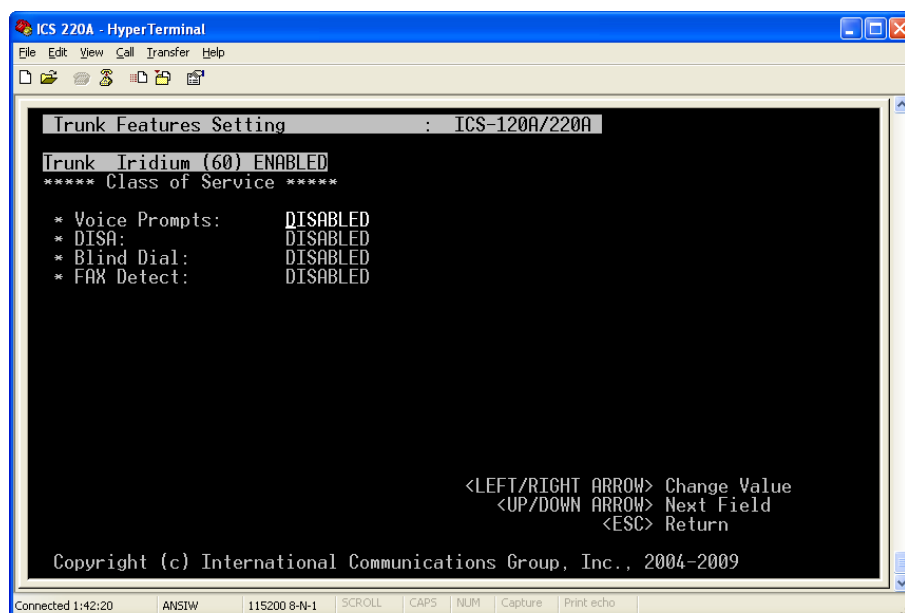 ICS 220A - HyperTerminal
File Edit View Call Transfer Help
Trunk Features Setting : ICS-120A/220A
Trunk Iridium (60) ENABLED
***** Class of Service *****
* Voice Prompts: DISABLED
* DISA: DISABLED
* Blind Dial: DISABLED
* FAX Detect: DISABLED
<LEFT/RIGHT ARROW> Change Value
<UP/DOWN ARROW> Next Field
<ESC> Return
Copyright (c) International Communications Group, Inc., 2004-2009
Connected 1:42:20 ANSIW 115200 8-N-1 SCROLL CAPS NUM Capture Print echo